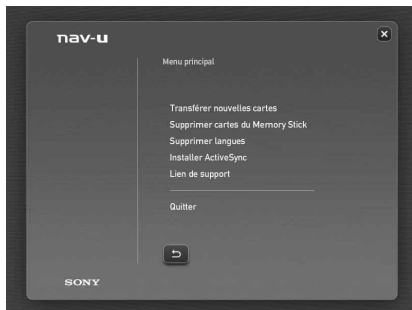 nav-u
Menu principal
Transférer nouvelles cartes
Supprimer cartes du Memory Stick
Supprimer langues
Installer ActiveSync
Lien de support
Quitter
SONY